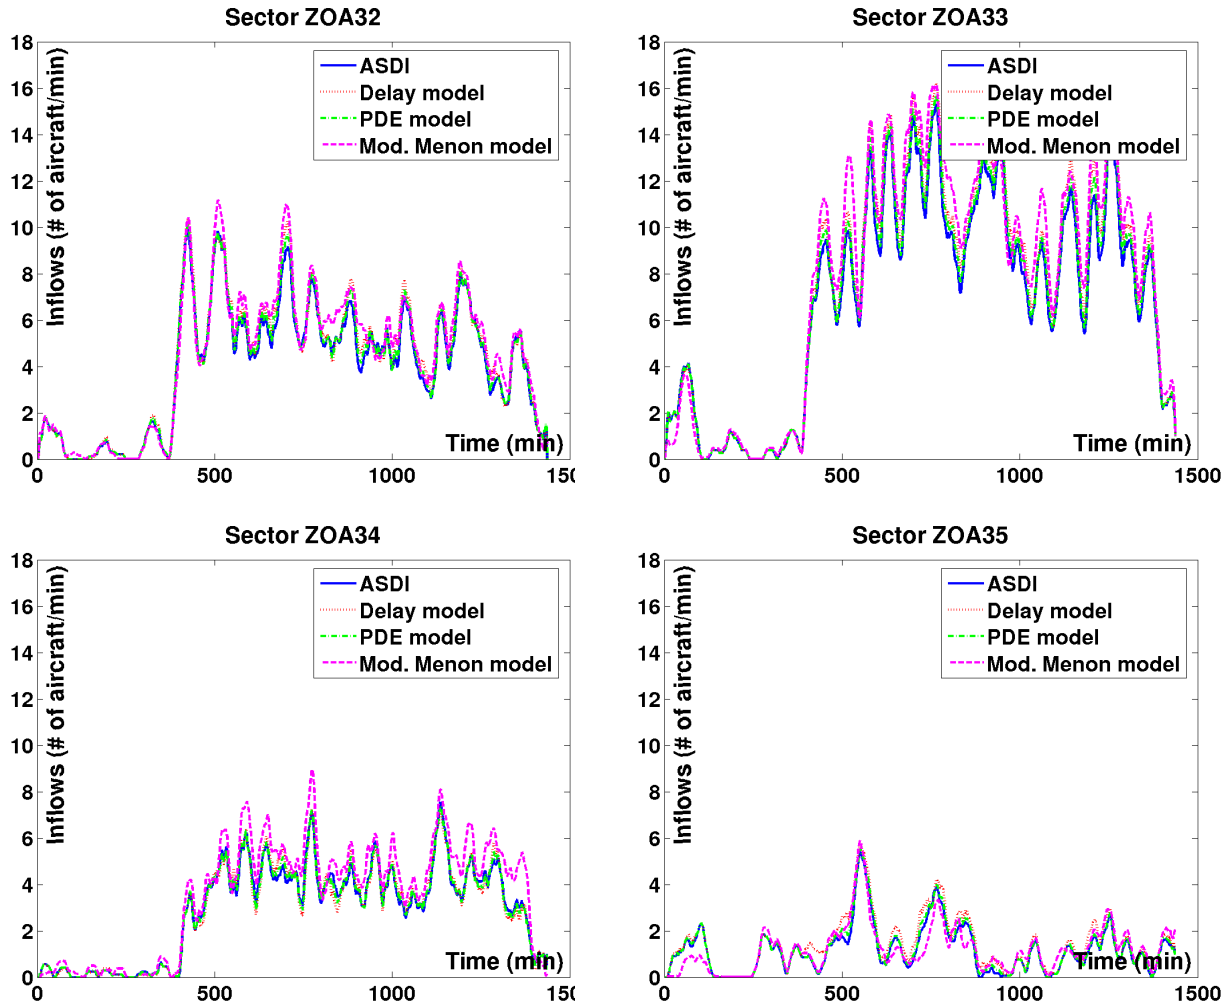 Sector ZOA32
Inflows (# of aircraft/min)
18
16
14
12
10
8
6
4
2
0
ASDI
Delay model
PDE model
Mod. Menon model
Time (min)
0 500 1000 150
Sector ZOA33
Inflows (# of aircraft/min)
18
16
14
12
10
8
6
4
2
0
ASDI
Delay model
PDE model
Mod. Menon model
Time (min)
0 500 1000 1500
Sector ZOA34
Inflows (# of aircraft/min)
18
16
14
12
10
8
6
4
2
0
ASDI
Delay model
PDE model
Mod. Menon model
Time (min)
0 500 1000 150
Sector ZOA35
Inflows (# of aircraft/min)
18
16
14
12
10
8
6
4
2
0
ASDI
Delay model
PDE model
Mod. Menon model
Time (min)
0 500 1000 1500